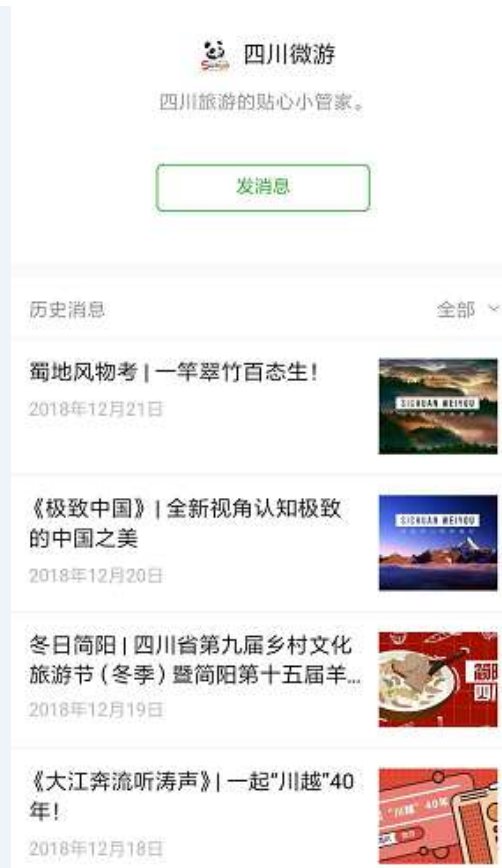 四川微游
四川旅游的贴心小管家。
发消息
历史消息
全部
蜀地风物考 | 一竿翠竹百态生!
2018年12月21日
SICHUAN WEIYOU
《极致中国》 | 全新视角认知极致
的中国之美
2018年12月20日
SICHUAN WEIYOU
冬日简阳 | 四川省第九届乡村文化
旅游节（冬季）暨简阳第十五届羊...
2018年12月19日
《大江奔流听涛声》| 一起“川越”40
年!
2018年12月18日
"川越" 40年